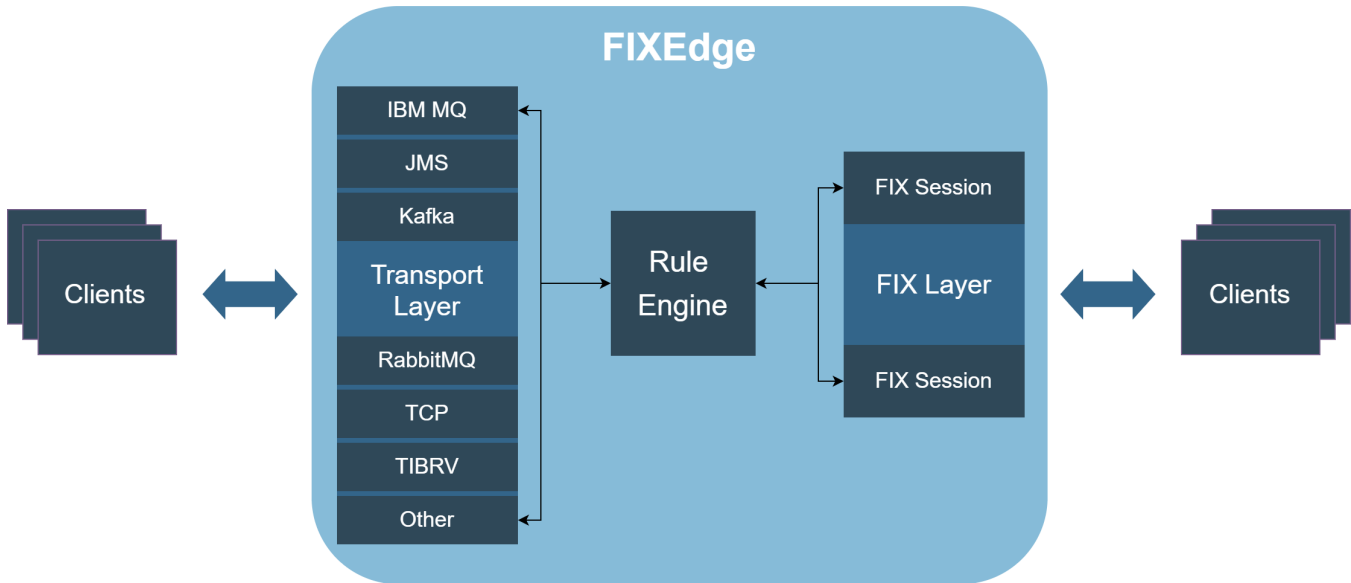 FIXEdge
IBM MQ
JMS
Kafka
Transport
Layer
RabbitMQ
TCP
TIBRV
Other
Clients
Rule
Engine
FIX Session
FIX Layer
FIX Session
Clients